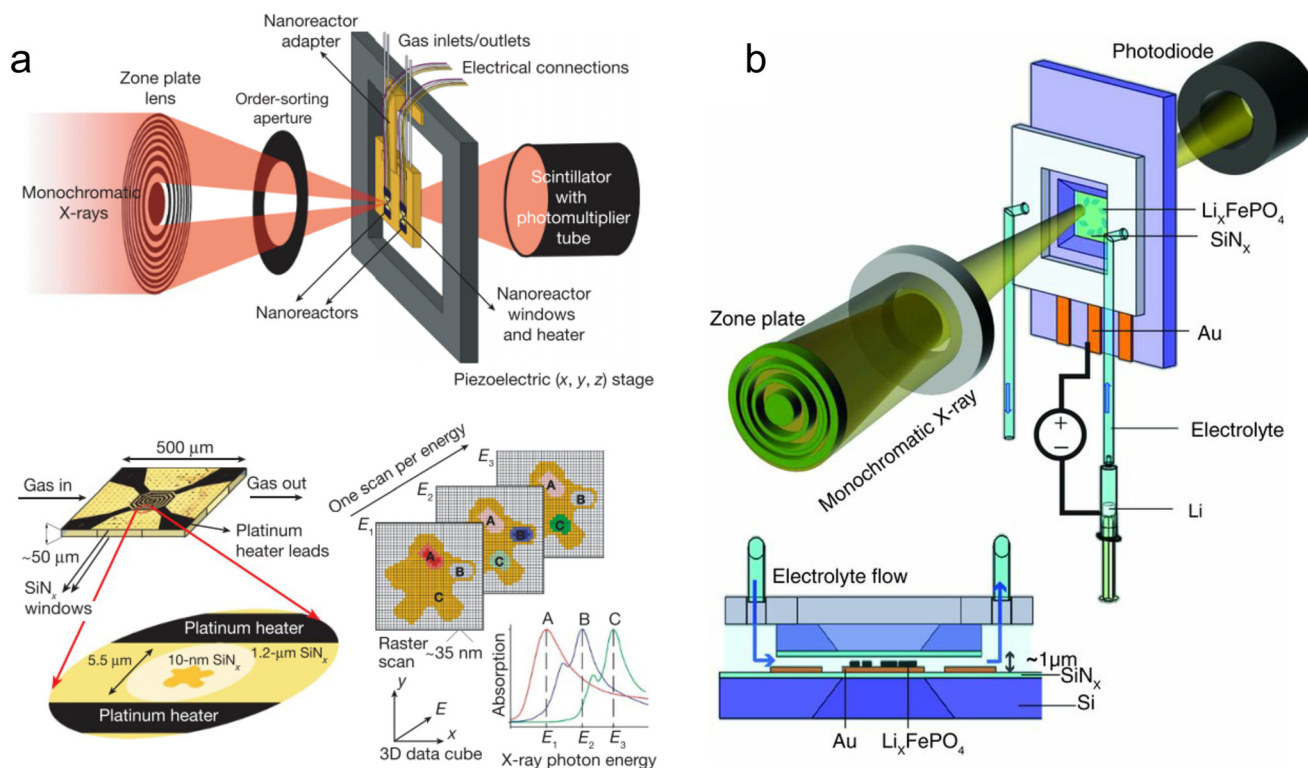 a
Nanoreactor
adapter
Gas inlets/outlets
Electrical connections
Zone plate
lens
Order-sorting
aperture
Monochromatic
X-rays
Scintillator
with
photomultiplier
tube
Nanoreactors
Nanoreactor
windows
and heater
Piezoelectric (x, y, z) stage
500 µm
Gas in
Gas out
Platinum
heater leads
~50 µm
SiNx
windows
Platinum heater
5.5 µm
10-nm SiNx
1.2-µm SiNx
Platinum heater
One scan per energy
E3
A
B
C
E2
A
B
C
E1
A
B
C
Raster
scan
~35 nm
y
E
x
3D data cube
A B C
Absorption
E1 E2 E3
X-ray photon energy
b
Photodiode
LixFePO4
SiNX
Zone plate
Au
Monochromatic X-ray
+
−
Electrolyte
Li
Electrolyte flow
~1µm
SiNX
Si
Au
LixFePO4